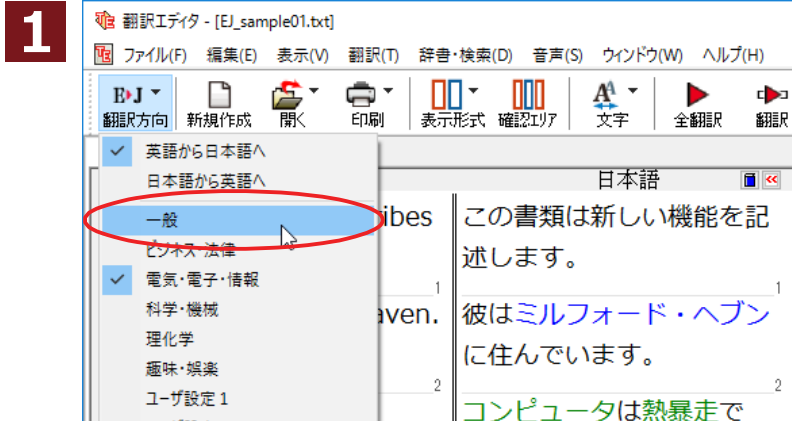 1
翻訳エディタ - [EJ_sample01.txt]
ファイル(F) 編集(E) 表示(V) 翻訳(T) 辞書・検索(D) 音声(S) ウィンドウ(W) ヘルプ(H)
E▸J
翻訳方向 新規作成 開く 印刷 表示形式 確認エリア 文字 全翻訳 翻訳
英語から日本語へ
日本語から英語へ
日本語
一般
ribes
この書類は新しい機能を記
述します。
ビジネス・法律
電気・電子・情報
1
1
科学・機械
aven.
彼はミルフォード・ヘブン
に住んでいます。
理化学
趣味・娯楽
2
2
ユーザ設定 1
コンピュータは熱暴走で